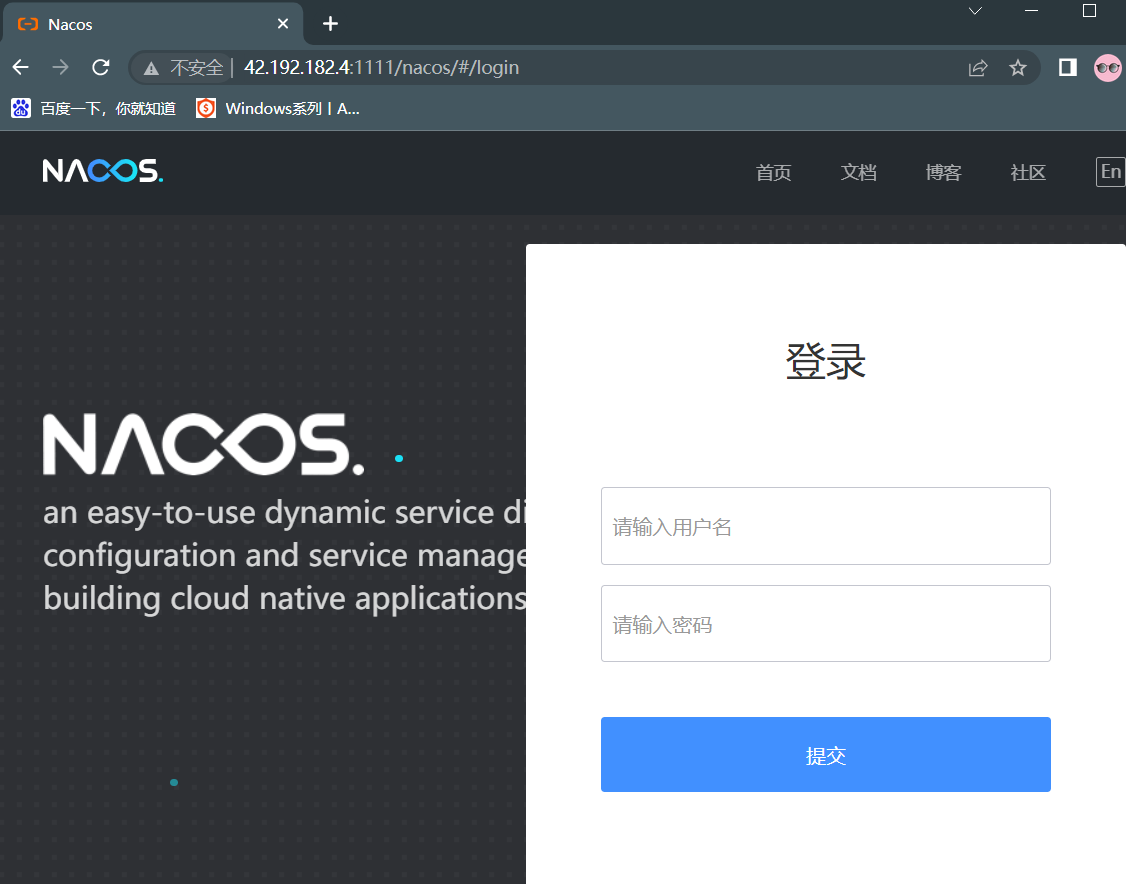 Nacos
不安全 | 42.192.182.4:1111/nacos/#/login
百度一下，你就知道 Windows系列丨A...
NACOS. 首页 文档 博客 社区 En
登录
NACOS.
an easy-to-use dynamic service di
configuration and service manage
building cloud native applications
请输入用户名
请输入密码
提交